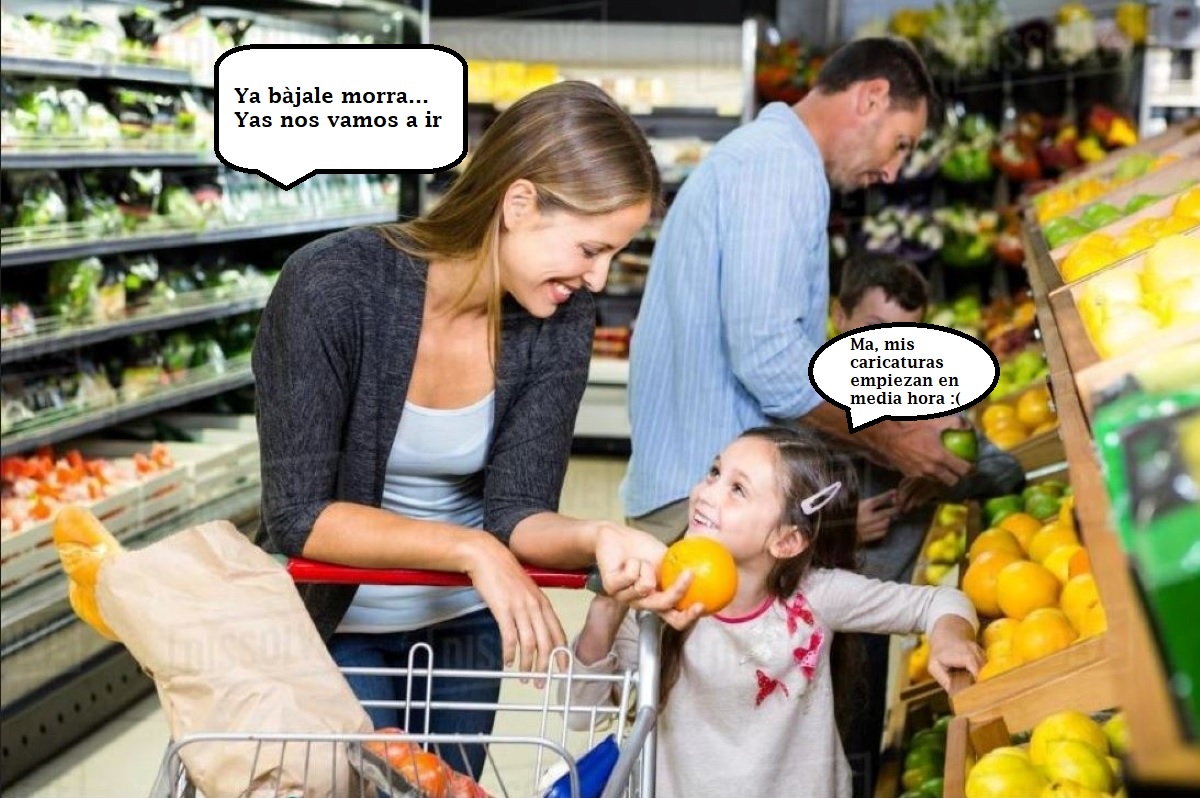 Ya bàjale morra...
Yas nos vamos a ir
Ma, mis
caricaturas
empiezan en
media hora :(